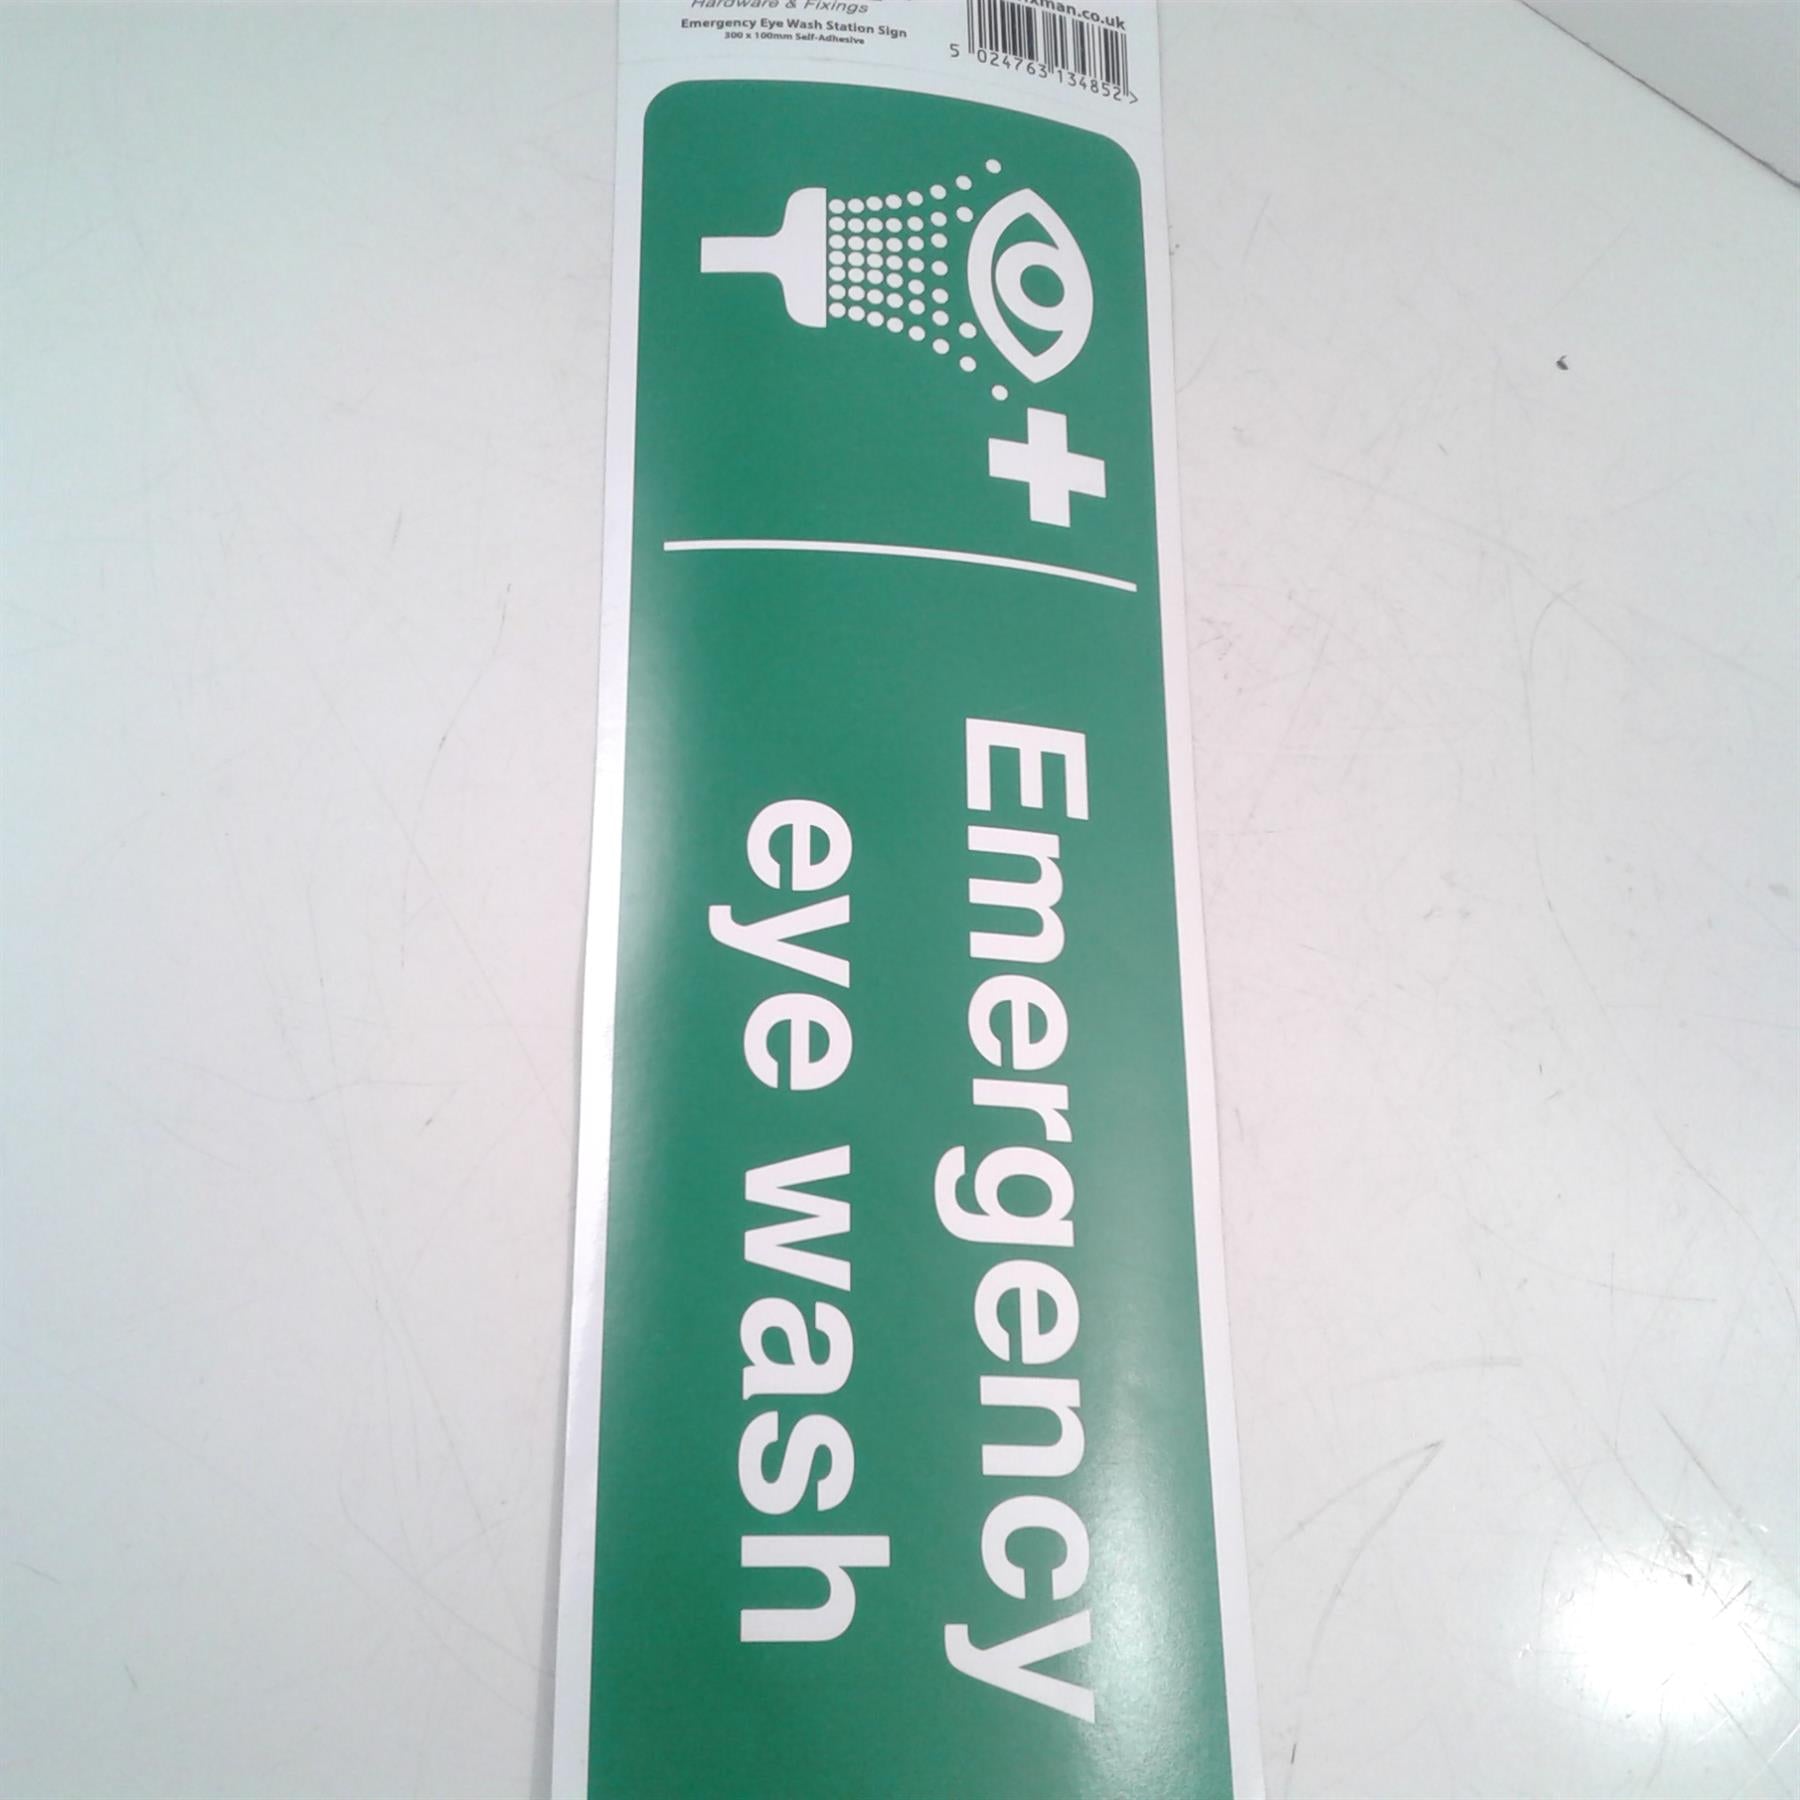 Hardware & Fixings
Emergency Eye Wash Station Sign
300 x 100mm Self-Adhesive
5 024763 134852 >
Emergency
eye wash